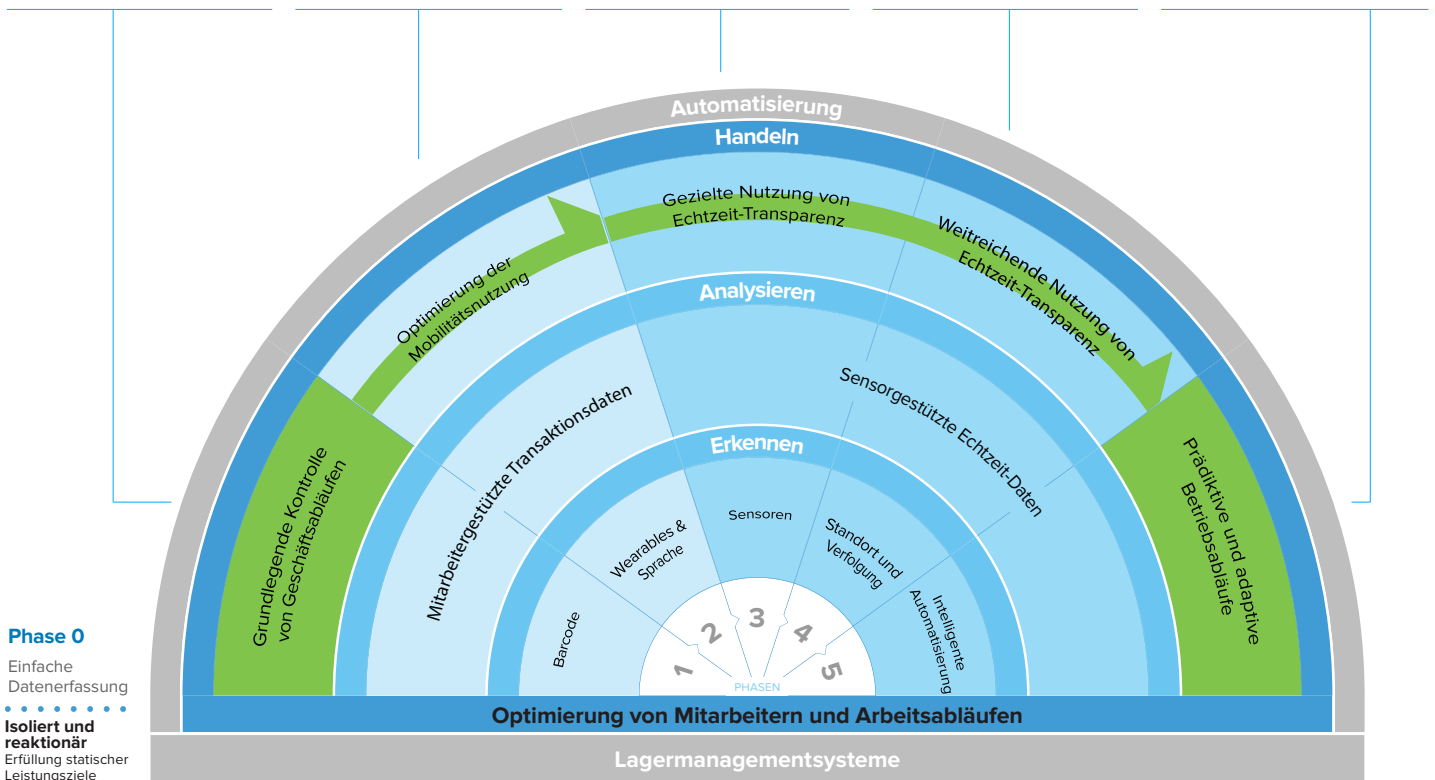 Automatisierung
Handeln
Gezielte Nutzung von
Echtzeit-Transparenz
Optimierung der
Mobilitätsnutzung
Weitreichende Nutzung von
Echtzeit-Transparenz
Analysieren
Mitarbeitergestützte Transaktionsdaten
Sensorgestützte Echtzeit-Daten
Erkennen
Grundlegende Kontrolle
von Geschäftsabläufen
Prädiktive und adaptive
Betriebsabläufe
Barcode
Wearables &
Sprache
Sensoren
Standort und
Verfolgung
Intelligente
Automatisierung
1
2
3
4
5
PHASEN
Phase 0
Einfache
Datenerfassung
Isoliert und
reaktionär
Erfüllung statischer
Leistungsziele
Optimierung von Mitarbeitern und Arbeitsabläufen
Lagermanagementsysteme